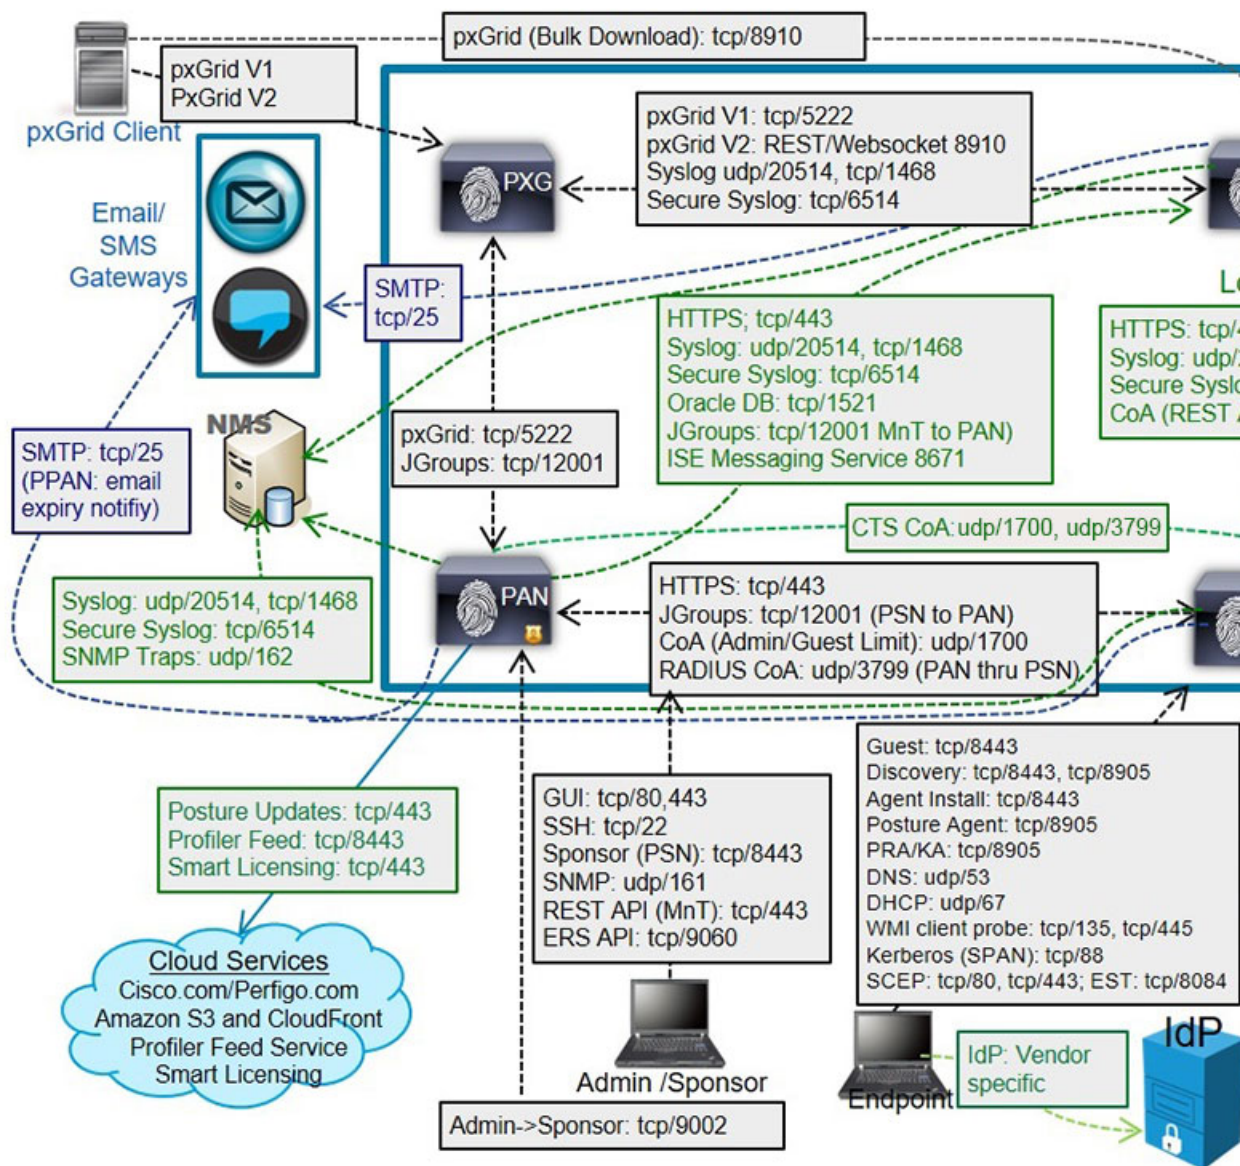 pxGrid (Bulk Download): tcp/8910
pxGrid V1
PxGrid V2
pxGrid Client
pxGrid V1: tcp/5222
pxGrid V2: REST/Websocket 8910
Syslog udp/20514, tcp/1468
Secure Syslog: tcp/6514
PXG
Email/
SMS
Gateways
SMTP:
tcp/25
HTTPS; tcp/443
Syslog: udp/20514, tcp/1468
Secure Syslog: tcp/6514
Oracle DB: tcp/1521
JGroups: tcp/12001 MnT to PAN)
ISE Messaging Service 8671
Lo
HTTPS: tcp/4
Syslog: udp/2
Secure Syslo
CoA (REST A
NMS
SMTP: tcp/25
(PPAN: email
expiry notifiy)
pxGrid: tcp/5222
JGroups: tcp/12001
CTS CoA:udp/1700, udp/3799
PAN
Syslog: udp/20514, tcp/1468
Secure Syslog: tcp/6514
SNMP Traps: udp/162
HTTPS: tcp/443
JGroups: tcp/12001 (PSN to PAN)
CoA (Admin/Guest Limit): udp/1700
RADIUS CoA: udp/3799 (PAN thru PSN)
Posture Updates: tcp/443
Profiler Feed: tcp/8443
Smart Licensing: tcp/443
GUI: tcp/80,443
SSH: tcp/22
Sponsor (PSN): tcp/8443
SNMP: udp/161
REST API (MnT): tcp/443
ERS API: tcp/9060
Guest: tcp/8443
Discovery: tcp/8443, tcp/8905
Agent Install: tcp/8443
Posture Agent: tcp/8905
PRA/KA: tcp/8905
DNS: udp/53
DHCP: udp/67
WMI client probe: tcp/135, tcp/445
Kerberos (SPAN): tcp/88
SCEP: tcp/80, tcp/443; EST: tcp/8084
Cloud Services
Cisco.com/Perfigo.com
Amazon S3 and CloudFront
Profiler Feed Service
Smart Licensing
Admin /Sponsor
Endpoint
IdP: Vendor
specific
IdP
Admin->Sponsor: tcp/9002